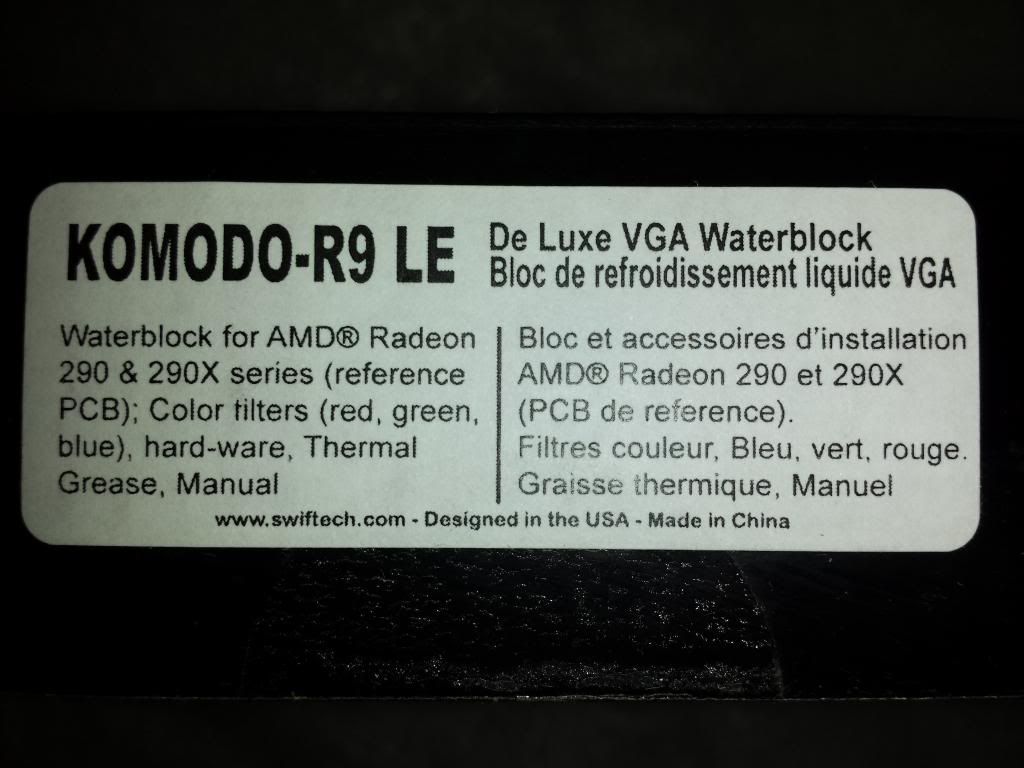 KOMODO-R9 LE
De Luxe VGA Waterblock
Bloc de refroidissement liquide VGA
Waterblock for AMD® Radeon
290 & 290X series (reference
PCB); Color filters (red, green,
blue), hard-ware, Thermal
Grease, Manual
Bloc et accessoires d'installation
AMD® Radeon 290 et 290X
(PCB de reference).
Filtres couleur, Bleu, vert, rouge.
Graisse thermique, Manuel
www.swiftech.com - Designed in the USA - Made in China